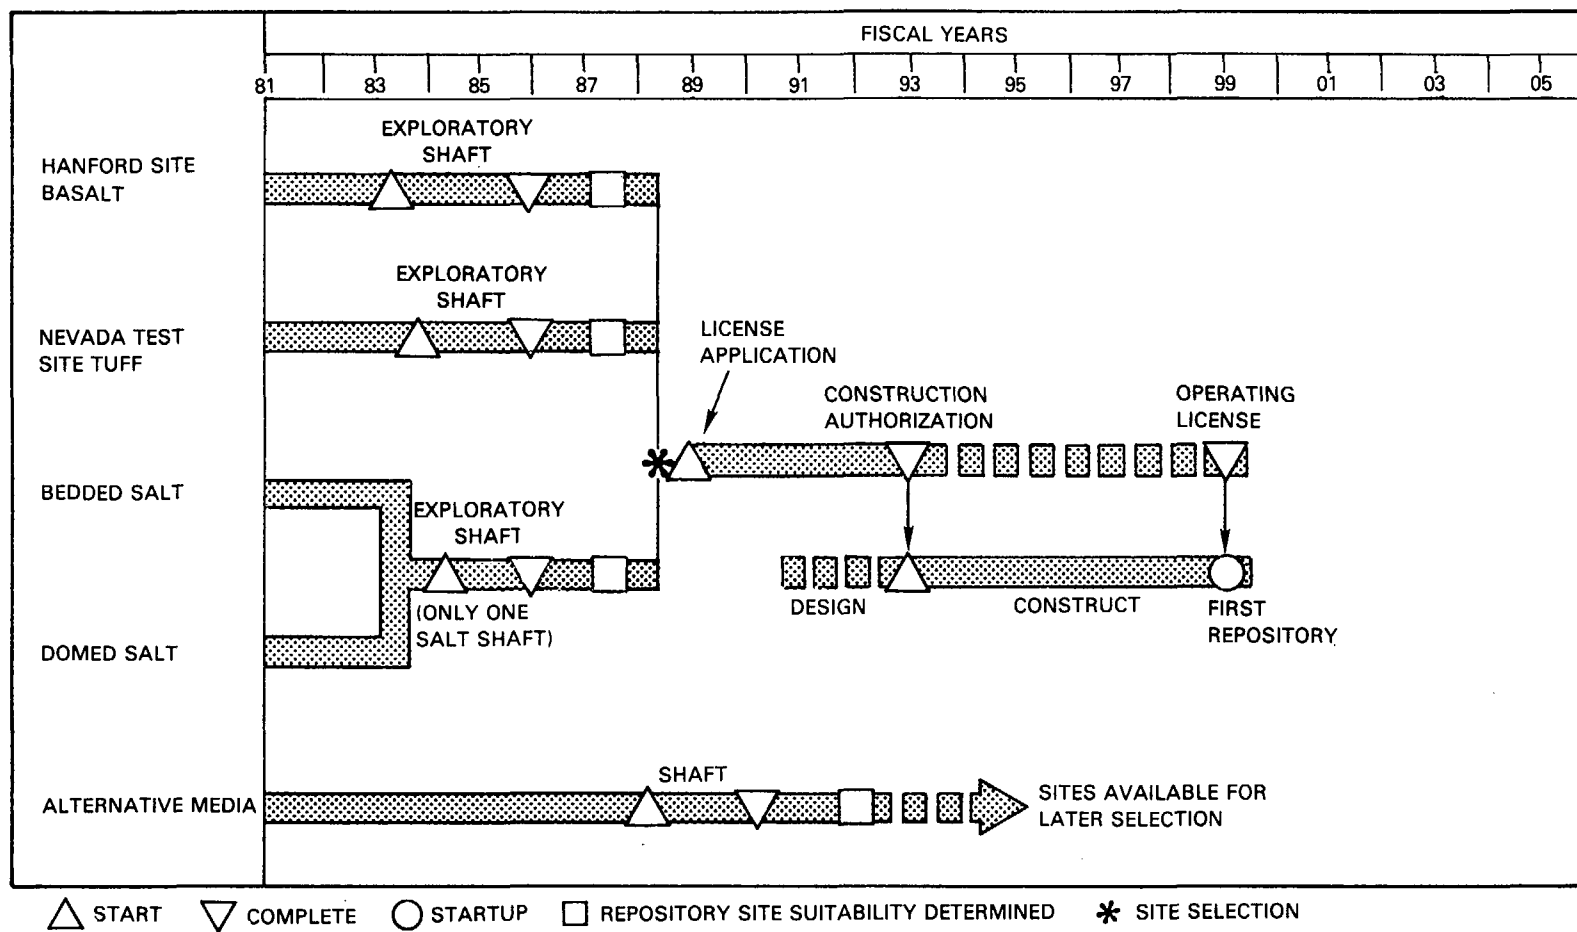 FISCAL YEARS
81 83 85 87 89 91 93 95 97 99 01 03 05
EXPLORATORY
SHAFT
HANFORD SITE
BASALT
EXPLORATORY
SHAFT
NEVADA TEST
SITE TUFF
LICENSE
APPLICATION
CONSTRUCTION
AUTHORIZATION
OPERATING
LICENSE
BEDDED SALT
EXPLORATORY
SHAFT
(ONLY ONE
SALT SHAFT)
DESIGN
CONSTRUCT
FIRST
REPOSITORY
DOMED SALT
SHAFT
ALTERNATIVE MEDIA
SITES AVAILABLE FOR
LATER SELECTION
START COMPLETE STARTUP REPOSITORY SITE SUITABILITY DETERMINED SITE SELECTION